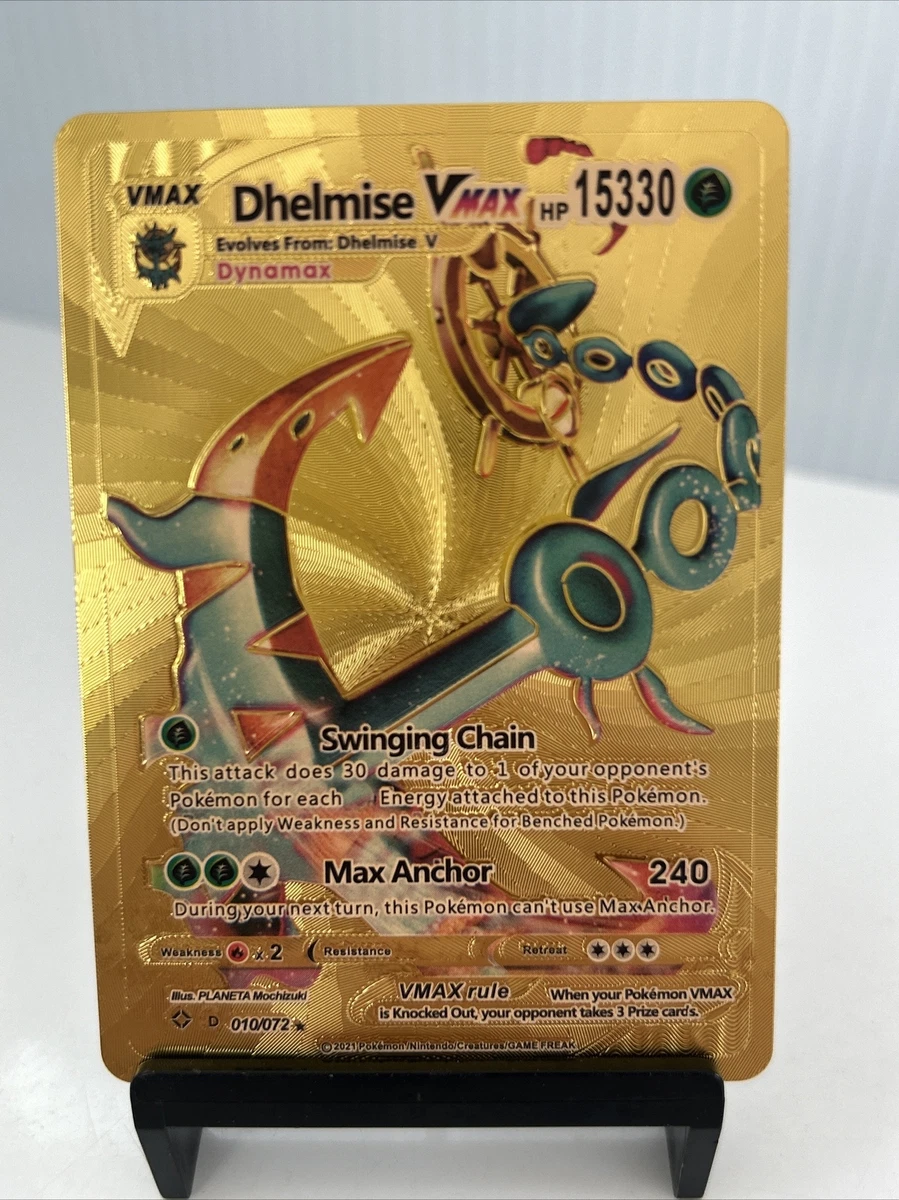 VMAX
Dhelmise VMAX HP 15330
Evolves From: Dhelmise V
Dynamax
Swinging Chain
This attack does 30 damage to 1 of your opponent's
Pokémon for each Energy attached to this Pokémon.
(Don't apply Weakness and Resistance for Benched Pokémon.)
Max Anchor 240
During your next turn, this Pokémon can't use Max Anchor.
Weakness x 2 Resistance Retreat
Illus. PLANETA Mochizuki
VMAX rule When your Pokémon VMAX
is Knocked Out, your opponent takes 3 Prize cards.
D 010/072 ★
©2021 Pokémon/Nintendo/Creatures/GAME FREAK